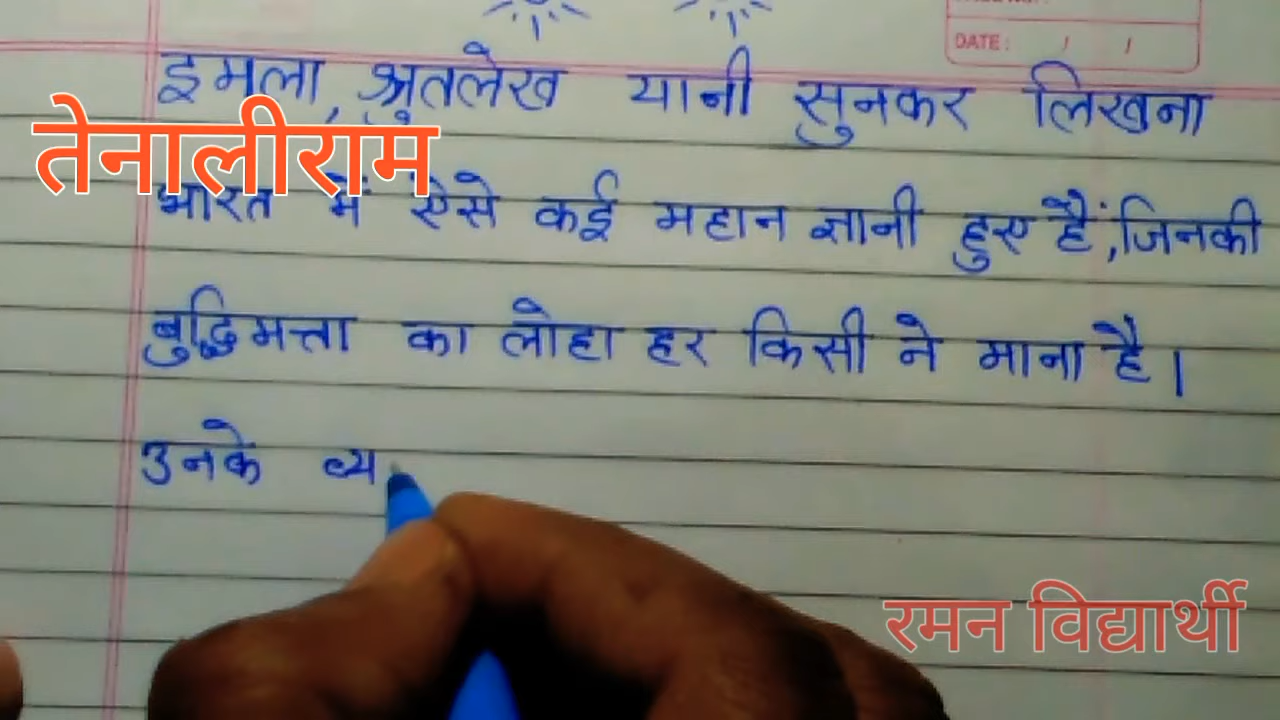 DATE : / /
इमला, श्रुतलेख यानी सुनकर लिखना
तेनालीराम
भारत में ऐसे कई महान ज्ञानी हुए हैं, जिनकी
बुद्धिमत्ता का लोहा हर किसी ने माना है।
उनके व्य
रमन विद्यार्थी